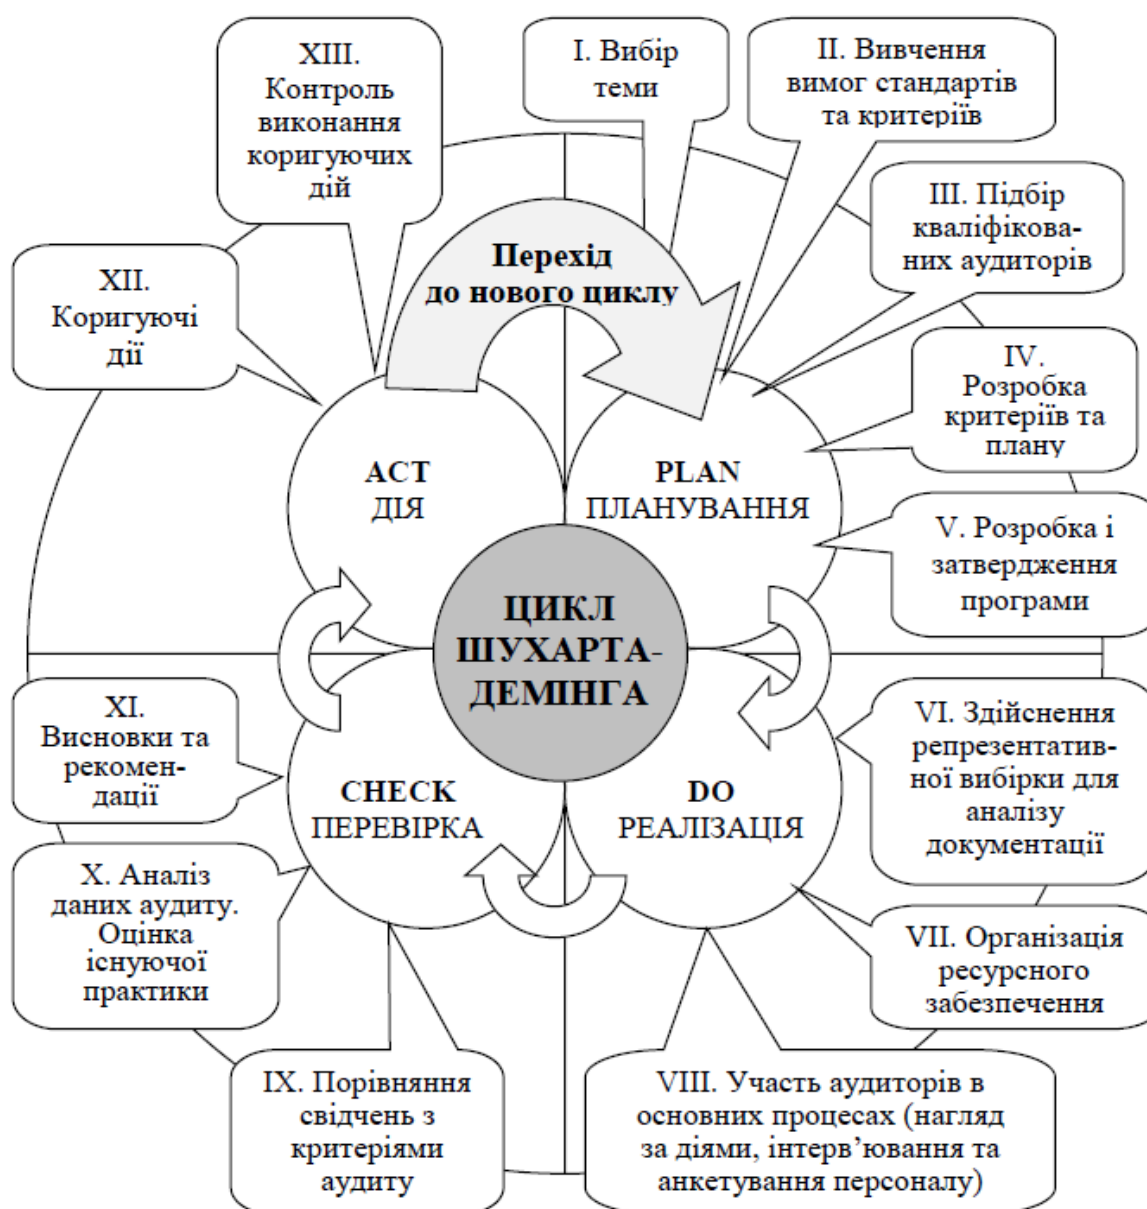 I. Вибір
теми
II. Вивчення
вимог стандартів
та критеріїв
III. Підбір
кваліфікова-
них аудиторів
IV.
Розробка
критеріїв та
плану
V. Розробка і
затвердження
програми
VI. Здійснення
репрезентатив-
ної вибірки для
аналізу
документації
VII. Організація
ресурсного
забезпечення
VIII. Участь аудиторів в
основних процесах (нагляд
за діями, інтерв’ювання та
анкетування персоналу)
IX. Порівняння
свідчень з
критеріями
аудиту
X. Аналіз
даних аудиту.
Оцінка
існуючої
практики
XI.
Висновки та
рекомен-
дації
XII.
Коригуючі
дії
XIII.
Контроль
виконання
коригуючих
дій
Перехід
до нового циклу
ACT
ДІЯ
PLAN
ПЛАНУВАННЯ
ЦИКЛ
ШУХАРТА-
ДЕМІНГА
CHECK
ПЕРЕВІРКА
DO
РЕАЛІЗАЦІЯ